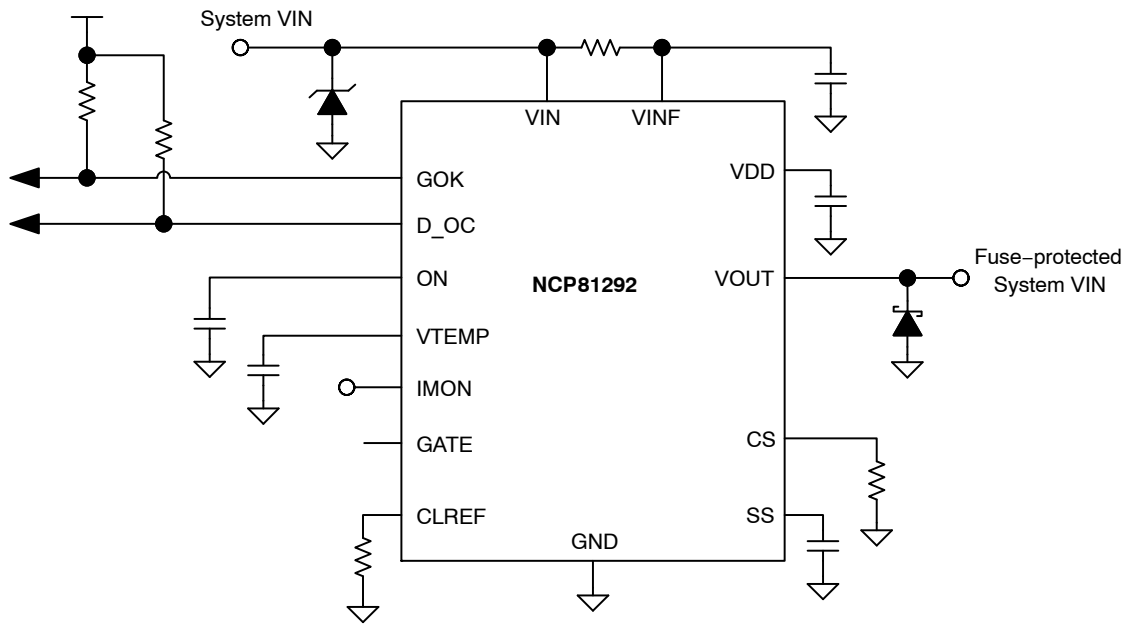 System VIN
VIN
VINF
GOK
VDD
D_OC
Fuse−protected
System VIN
ON
NCP81292
VOUT
VTEMP
IMON
GATE
CS
CLREF
SS
GND